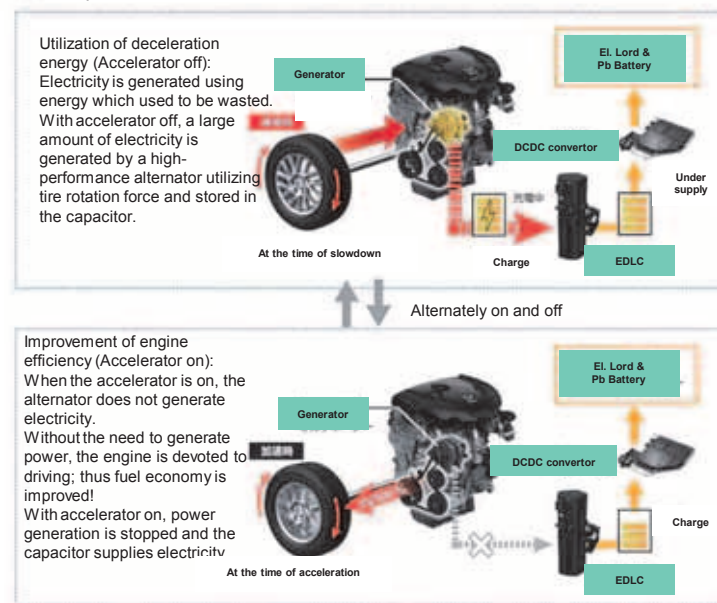 Utilization of deceleration
energy (Accelerator off):
Electricity is generated using
energy which used to be wasted.
With accelerator off, a large
amount of electricity is
generated by a high-
performance alternator utilizing
tire rotation force and stored in
the capacitor.
Generator
El. Lord &
Pb Battery
DCDC convertor
Under
supply
充電中
At the time of slowdown
Charge
EDLC
Alternately on and off
Improvement of engine
efficiency (Accelerator on):
When the accelerator is on, the
alternator does not generate
electricity.
Without the need to generate
power, the engine is devoted to
driving; thus fuel economy is
improved!
With accelerator on, power
generation is stopped and the
capacitor supplies electricity
Generator
El. Lord &
Pb Battery
DCDC convertor
加速時
Charge
At the time of acceleration
EDLC